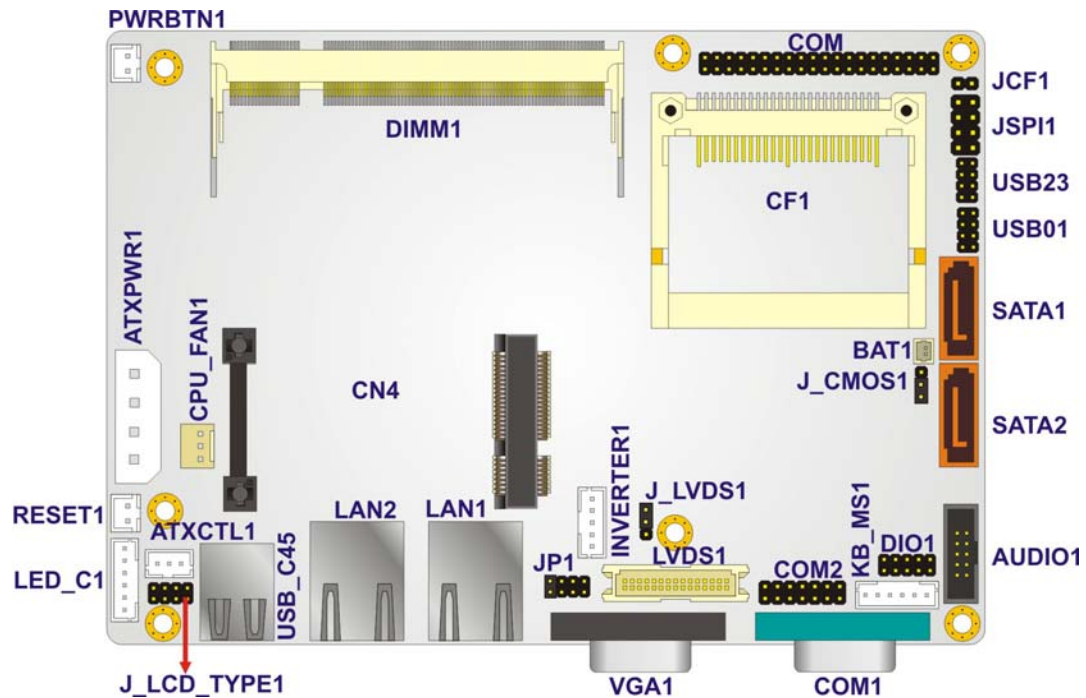 PWRBTN1
COM
JCF1
DIMM1
JSPI1
USB23
CF1
USB01
ATXPWR1
SATA1
CPU_FAN1
BAT1
CN4
J_CMOS1
SATA2
INVERTER1
J_LVDS1
RESET1
LAN2
LAN1
KB_MS1
ATXCTL1
DIO1
LVDS1
AUDIO1
JP1
LED_C1
COM2
USB_C45
J_LCD_TYPE1
VGA1
COM1